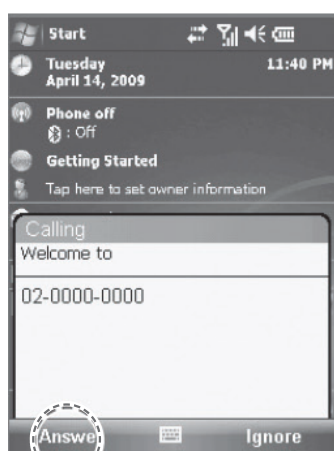 Start
Tuesday 11:40 PM
April 14, 2009
Phone off
: Off
Getting Started
Tap here to set owner information
Calling
Welcome to
02-0000-0000
Answe Ignore